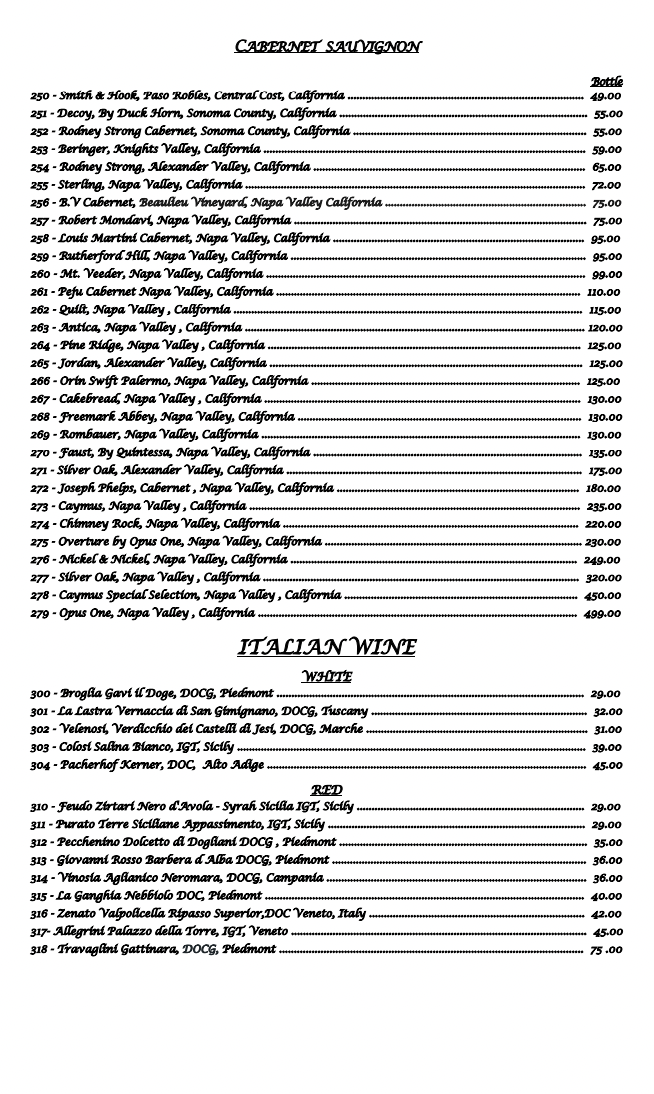 CABERNET SAUVIGNON
Bottle
250 - Smith & Hook, Paso Robles, Central Cost, California ........ 49.00
251 - Decoy, By Duck Horn, Sonoma County, California ........ 55.00
252 - Rodney Strong Cabernet, Sonoma County, California ........ 55.00
253 - Beringer, Knights Valley, California ........ 59.00
254 - Rodney Strong, Alexander Valley, California ........ 65.00
255 - Sterling, Napa Valley, California ........ 72.00
256 - B.V Cabernet, Beaulieu Vineyard, Napa Valley California ........ 75.00
257 - Robert Mondavi, Napa Valley, California ........ 75.00
258 - Louis Martini Cabernet, Napa Valley, California ........ 95.00
259 - Rutherford Hill, Napa Valley, California ........ 95.00
260 - Mt. Veeder, Napa Valley, California ........ 99.00
261 - Peju Cabernet Napa Valley, California ........ 110.00
262 - Quilt, Napa Valley , California ........ 115.00
263 - Antica, Napa Valley , California ........ 120.00
264 - Pine Ridge, Napa Valley , California ........ 125.00
265 - Jordan, Alexander Valley, California ........ 125.00
266 - Orin Swift Palermo, Napa Valley, California ........ 125.00
267 - Cakebread, Napa Valley , California ........ 130.00
268 - Freemark Abbey, Napa Valley, California ........ 130.00
269 - Rombauer, Napa Valley, California ........ 130.00
270 - Faust, By Quintessa, Napa Valley, California ........ 135.00
271 - Silver Oak, Alexander Valley, California ........ 175.00
272 - Joseph Phelps, Cabernet , Napa Valley, California ........ 180.00
273 - Caymus, Napa Valley , California ........ 235.00
274 - Chimney Rock, Napa Valley, California ........ 220.00
275 - Overture by Opus One, Napa Valley, California ........ 230.00
276 - Nickel & Nickel, Napa Valley, California ........ 249.00
277 - Silver Oak, Napa Valley , California ........ 320.00
278 - Caymus Special Selection, Napa Valley , California ........ 450.00
279 - Opus One, Napa Valley , California ........ 499.00
ITALIAN WINE
WHITE
300 - Broglia Gavi il Doge, DOCG, Piedmont ........ 29.00
301 - La Lastra Vernaccia di San Gimignano, DOCG, Tuscany ........ 32.00
302 - Velenosi, Verdicchio dei Castelli di Jesi, DOCG, Marche ........ 31.00
303 - Colosi Salina Bianco, IGT, Sicily ........ 39.00
304 - Pacherhof Kerner, DOC, Alto Adige ........ 45.00
RED
310 - Feudo Zirtari Nero d'Avola - Syrah Sicilia IGT, Sicily ........ 29.00
311 - Purato Terre Siciliane Appassimento, IGT, Sicily ........ 29.00
312 - Pecchenino Dolcetto di Dogliani DOCG , Piedmont ........ 35.00
313 - Giovanni Rosso Barbera d Alba DOCG, Piedmont ........ 36.00
314 - Vinosia Aglianico Neromara, DOCG, Campania ........ 36.00
315 - La Ganghia Nebbiolo DOC, Piedmont ........ 40.00
316 - Zenato Valpolicella Ripasso Superior,DOC Veneto, Italy ........ 42.00
317- Allegrini Palazzo della Torre, IGT, Veneto ........ 45.00
318 - Travaglini Gattinara, DOCG, Piedmont ........ 75 .00